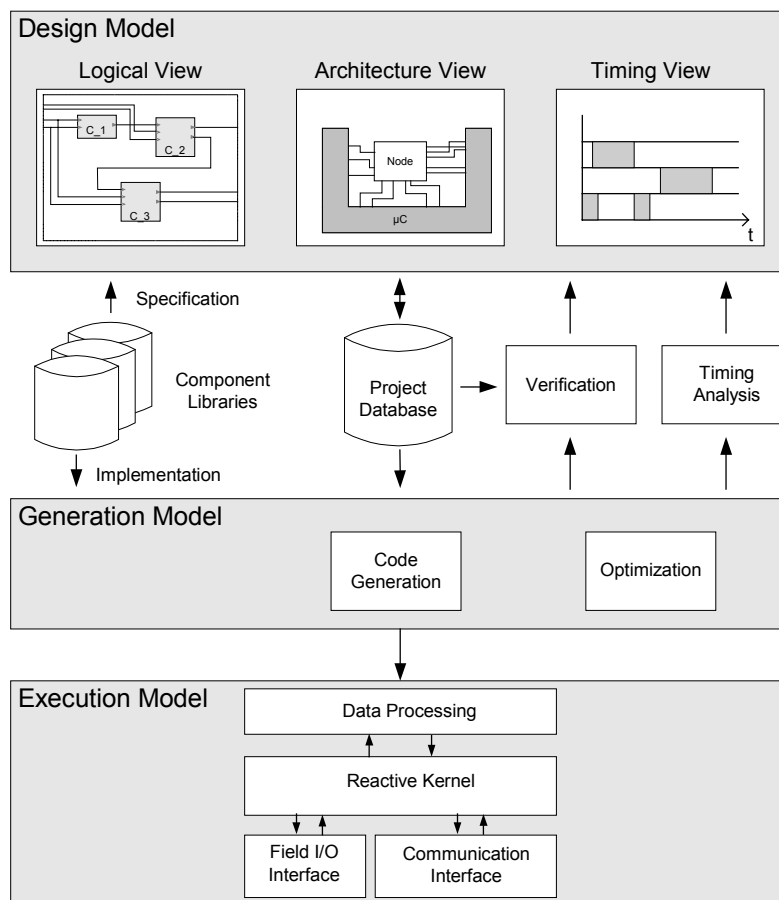 Design Model
Logical View
Architecture View
Timing View
C_1
C_2
C_3
Node
µC
t
Specification
Component
Libraries
Implementation
Project
Database
Verification
Timing
Analysis
Generation Model
Code
Generation
Optimization
Execution Model
Data Processing
Reactive Kernel
Field I/O
Interface
Communication
Interface